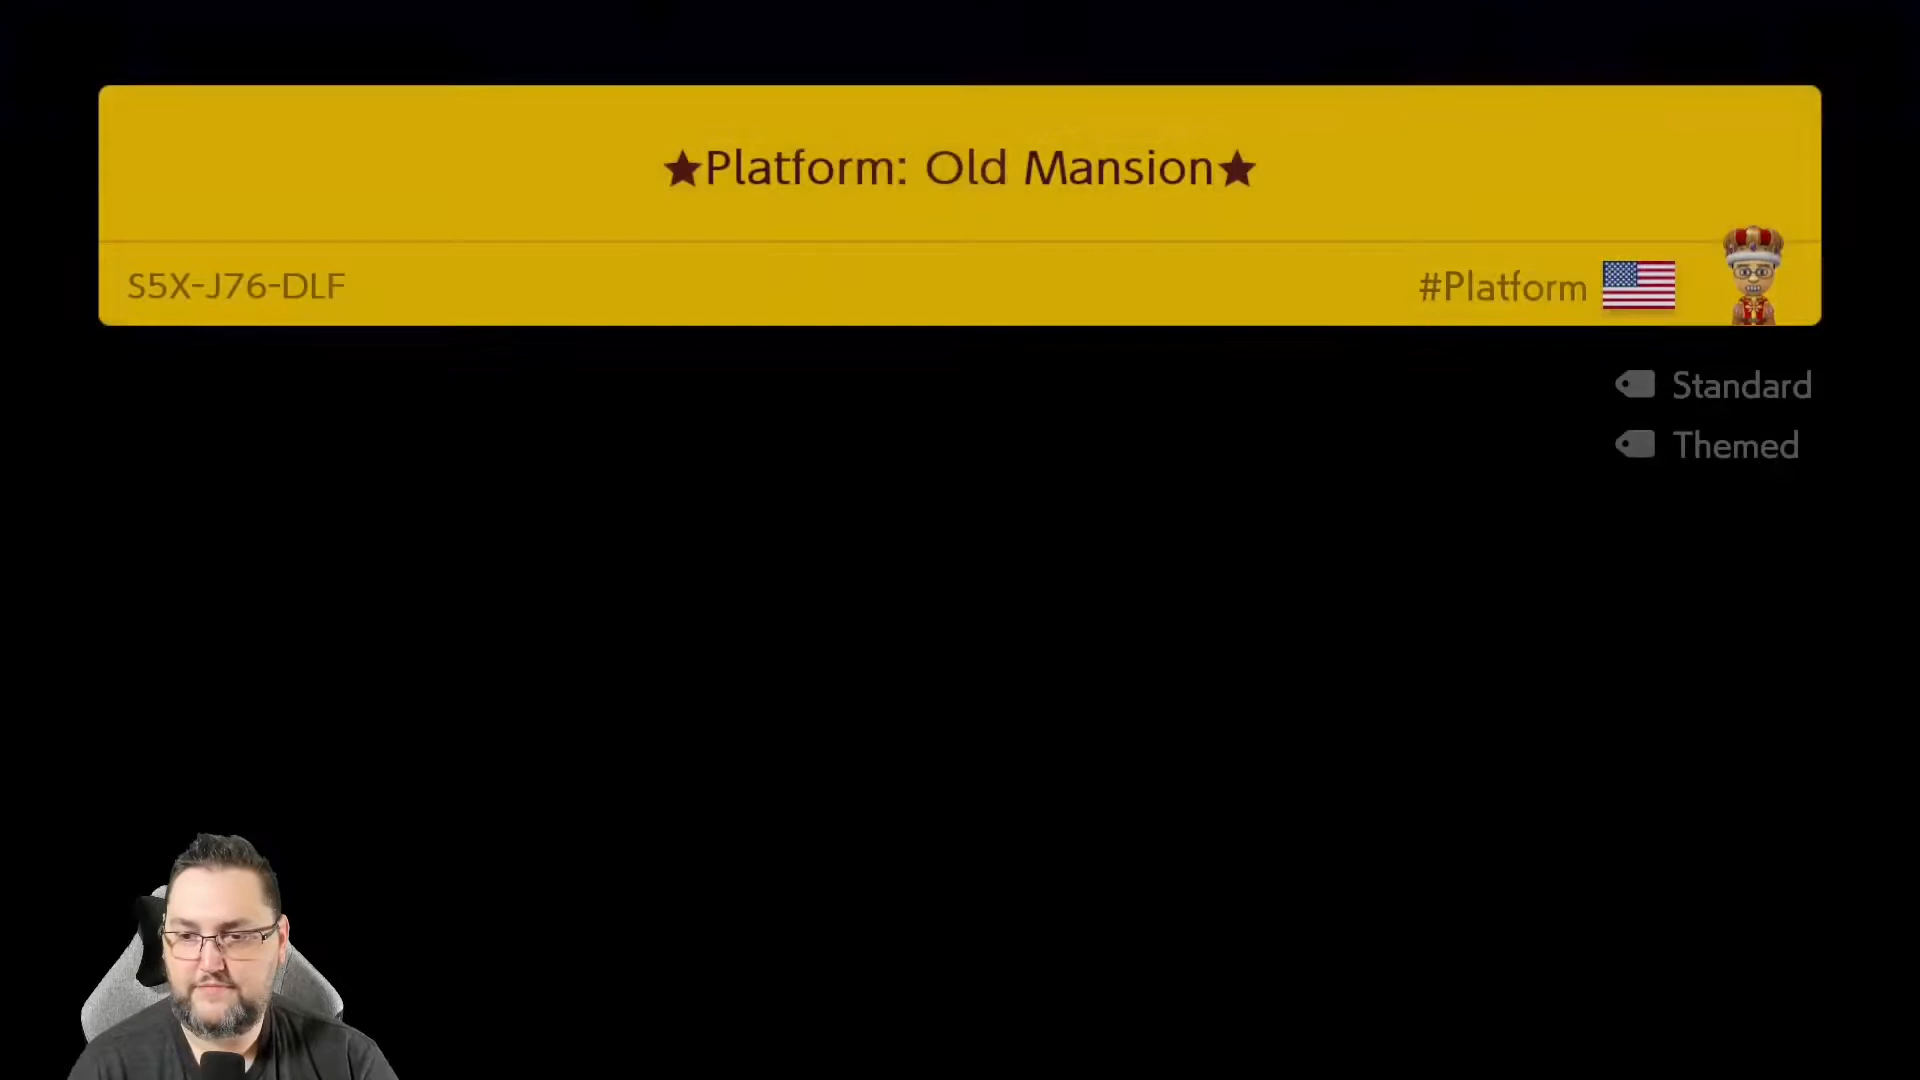 ★Platform: Old Mansion★
S5X-J76-DLF
#Platform
Standard
Themed